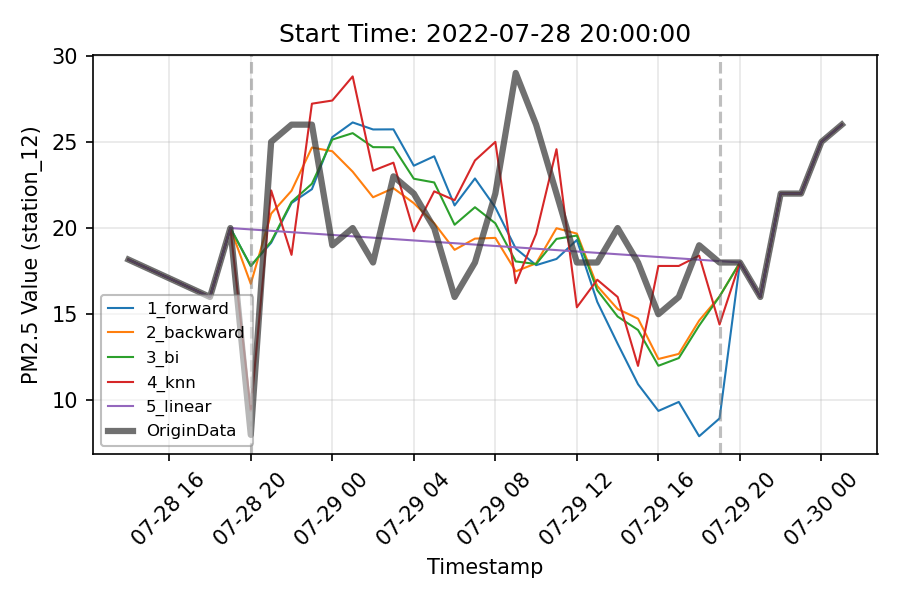 Start Time: 2022-07-28 20:00:00
PM2.5 Value (station_12)
30
25
20
15
10
1_forward
2_backward
3_bi
4_knn
5_linear
OriginData
07-28 16
07-28 20
07-29 00
07-29 04
07-29 08
07-29 12
07-29 16
07-29 20
07-30 00
Timestamp